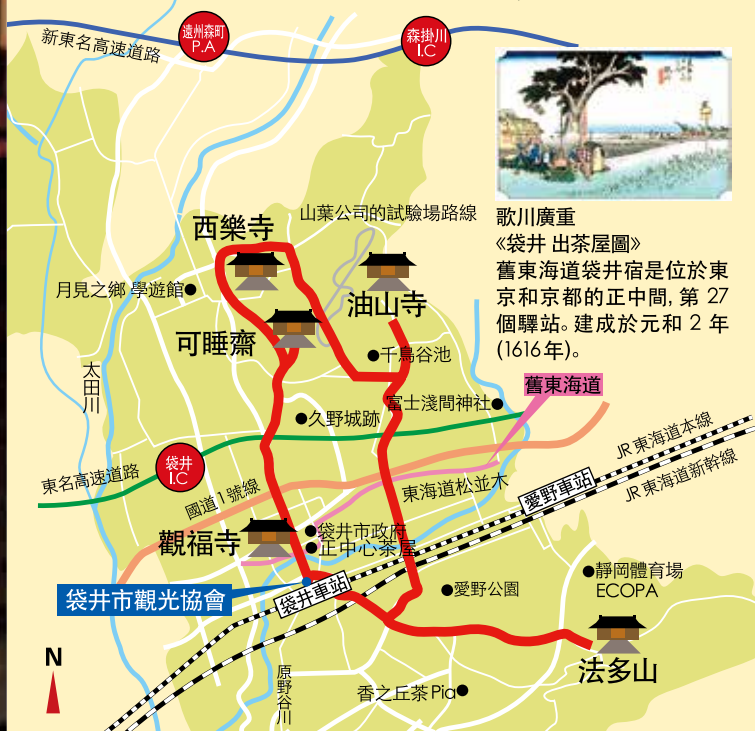 新東名高速道路
遠州森町
P.A
森掛川
I.C
歌川廣重
《袋井 出茶屋圖》
舊東海道袋井宿是位於東
京和京都的正中間, 第 27
個驛站。建成於元和 2 年
(1616年)。
山葉公司的試驗場路線
西樂寺
油山寺
月見之鄉 學遊館
可睡齋
千鳥谷池
太田川
舊東海道
富士淺間神社
久野城跡
JR 東海道本線
袋井
I.C
東名高速道路
國道1號線
東海道松並木
愛野車站
JR 東海道新幹線
觀福寺
袋井市政府
正中心茶屋
袋井市觀光協會
袋井車站
愛野公園
靜岡體育場
ECOPA
法多山
N
原野谷川
香之丘茶 Pia